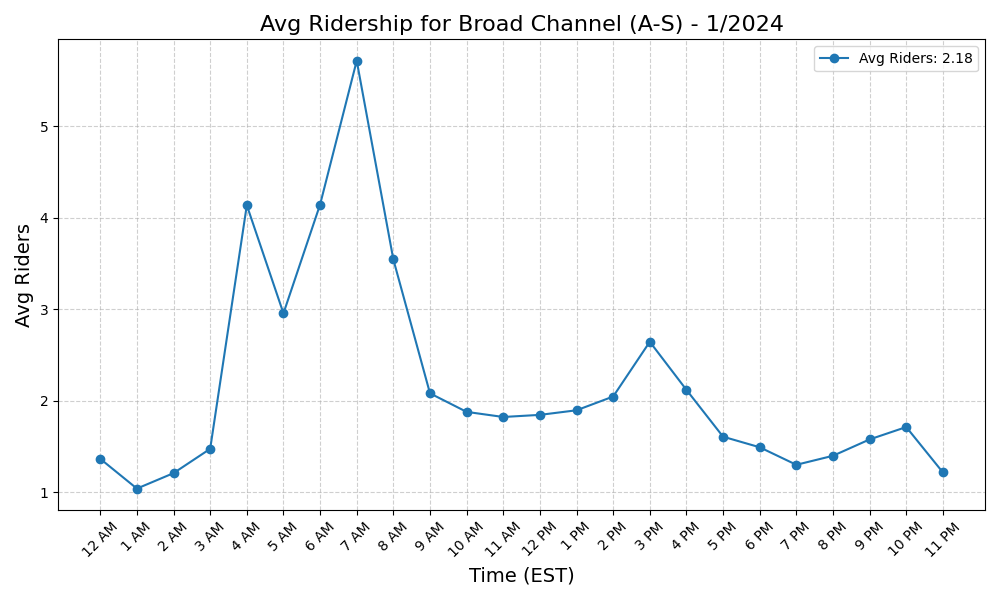 Avg Ridership for Broad Channel (A-S) - 1/2024
Avg Riders: 2.18
Avg Riders
5
4
3
2
1
12 AM
1 AM
2 AM
3 AM
4 AM
5 AM
6 AM
7 AM
8 AM
9 AM
10 AM
11 AM
12 PM
1 PM
2 PM
3 PM
4 PM
5 PM
6 PM
7 PM
8 PM
9 PM
10 PM
11 PM
Time (EST)